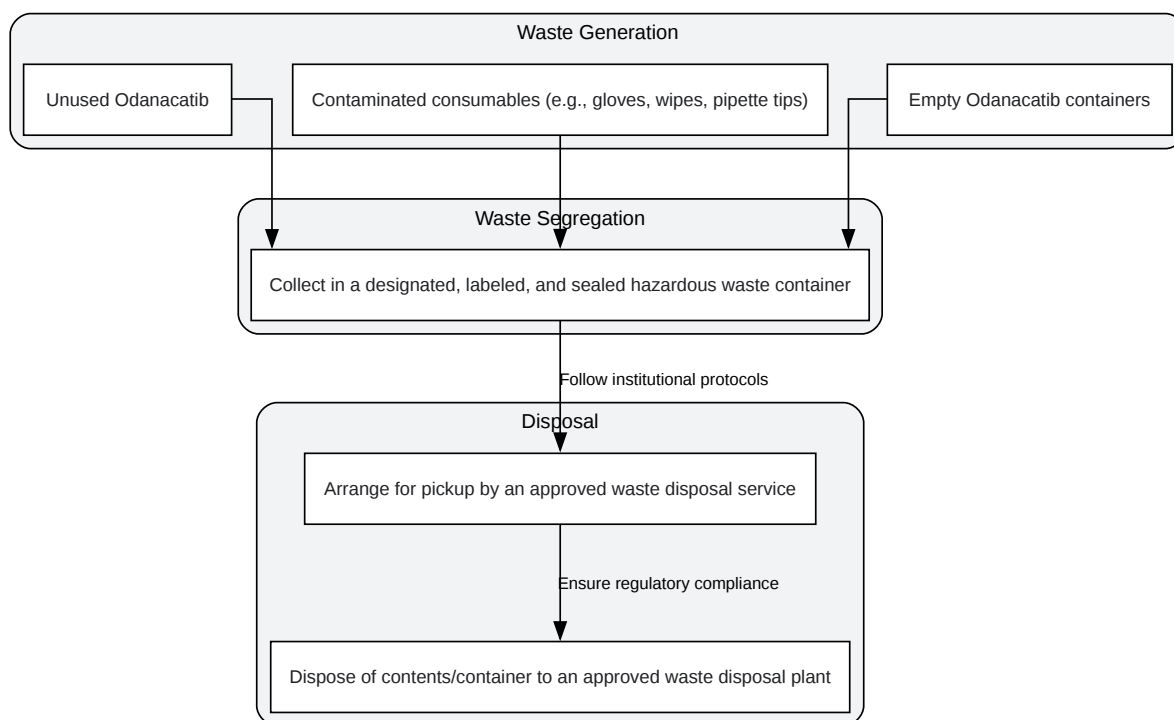 Waste Generation
Unused Odanacatib
Contaminated consumables (e.g., gloves, wipes, pipette tips)
Empty Odanacatib containers
Waste Segregation
Collect in a designated, labeled, and sealed hazardous waste container
Follow institutional protocols
Disposal
Arrange for pickup by an approved waste disposal service
Ensure regulatory compliance
Dispose of contents/container to an approved waste disposal plant